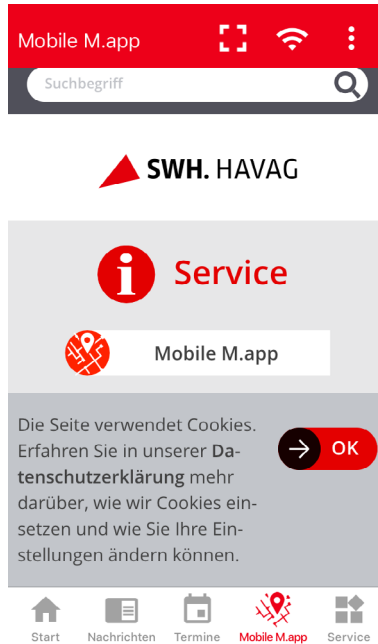 Mobile M.app
Suchbegriff
SWH. HAVAG
Service
Mobile M.app
Die Seite verwendet Cookies.
Erfahren Sie in unserer Da-
tenschutzerklärung mehr
darüber, wie wir Cookies ein-
setzen und wie Sie Ihre Ein-
stellungen ändern können.
OK
Start Nachrichten Termine Mobile M.app Service